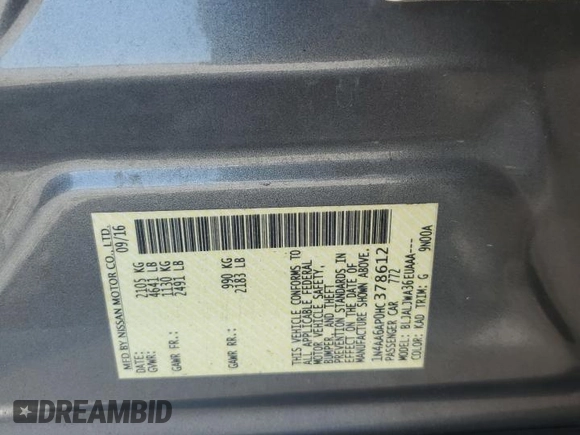 MFD BY NISSAN MOTOR CO., LTD.
09/16
GVWR: 2105 KG
4641 LB
GAWR FR.: 1130 KG
2491 LB
GAWR RR.: 990 KG
2183 LB
THIS VEHICLE CONFORMS TO
ALL APPLICABLE FEDERAL
MOTOR VEHICLE SAFETY,
BUMPER, AND THEFT
PREVENTION STANDARDS IN
EFFECT ON THE DATE OF
MANUFACTURE SHOWN ABOVE.
1N4AA6AP0HC378612
PASSENGER CAR 772
MODEL: BLJALJWA36EUAAA---
COLOR: KAD TRIM: G 9N00A
DREAMBID